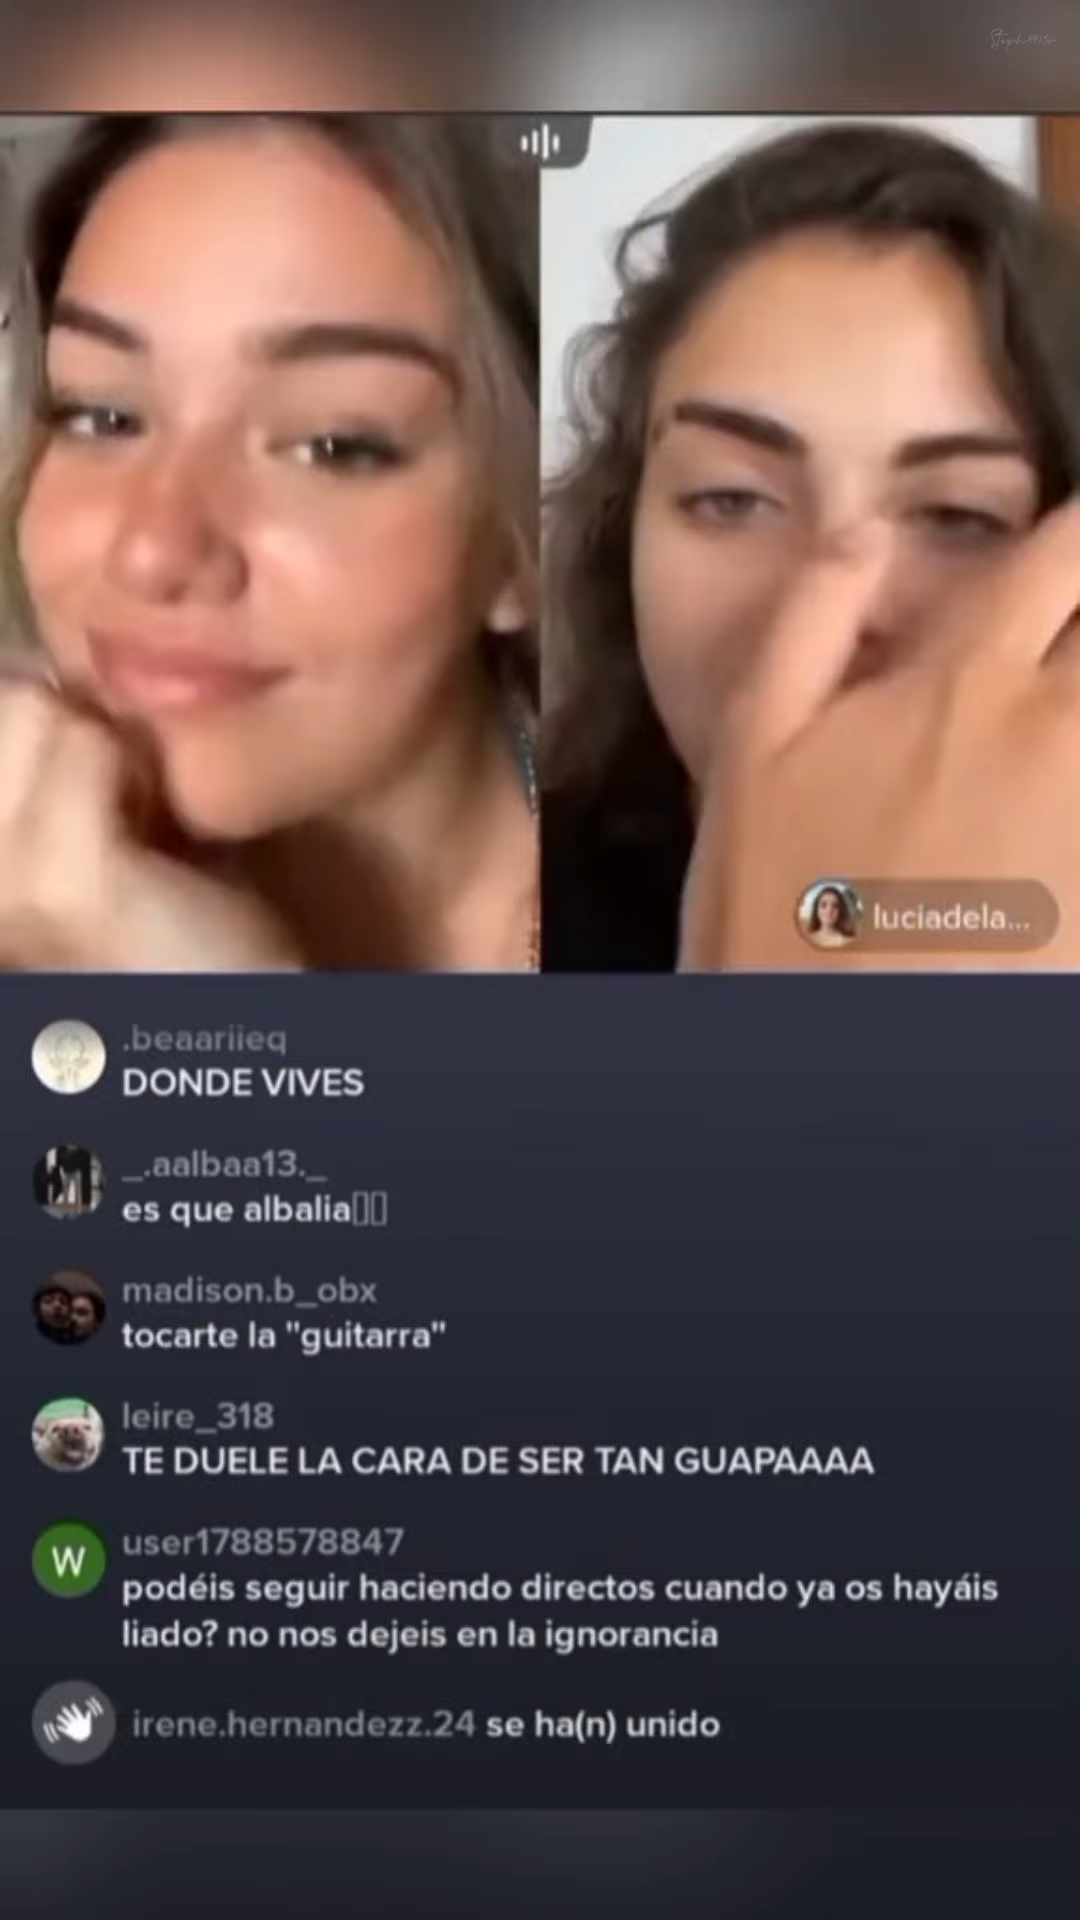 luciadela...
.beaariieq
DONDE VIVES
_.aalbaa13._
es que albalia
madison.b_obx
tocarte la "guitarra"
leire_318
TE DUELE LA CARA DE SER TAN GUAPAAAA
W
user1788578847
podéis seguir haciendo directos cuando ya os hayáis
liado? no nos dejeis en la ignorancia
irene.hernandezz.24 se ha(n) unido